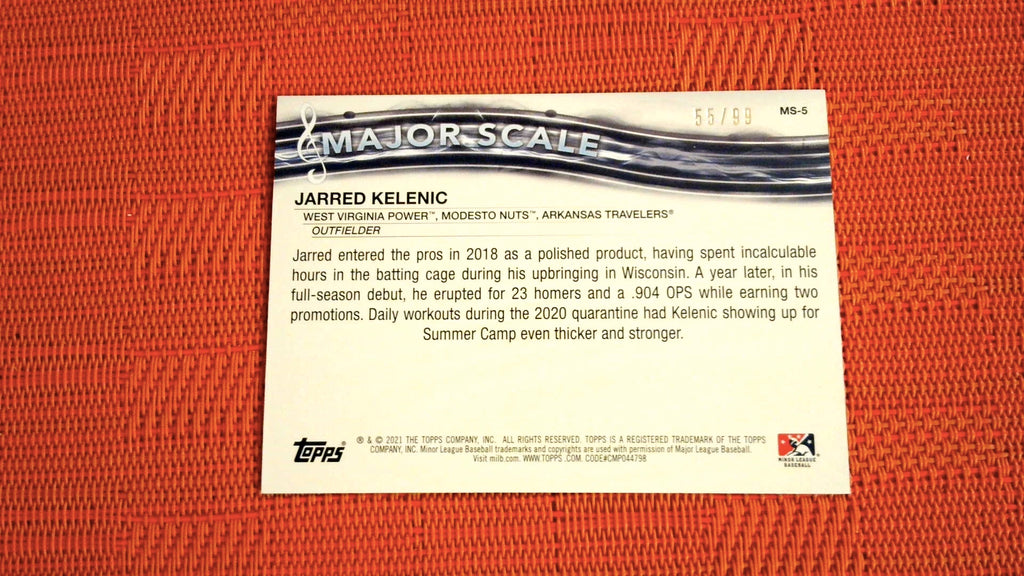 55/99
MS-5
MAJOR SCALE
JARRED KELENIC
WEST VIRGINIA POWER™, MODESTO NUTS™, ARKANSAS TRAVELERS®
OUTFIELDER
Jarred entered the pros in 2018 as a polished product, having spent incalculable
hours in the batting cage during his upbringing in Wisconsin. A year later, in his
full-season debut, he erupted for 23 homers and a .904 OPS while earning two
promotions. Daily workouts during the 2020 quarantine had Kelenic showing up for
Summer Camp even thicker and stronger.
Topps®
® & © 2021 THE TOPPS COMPANY, INC. ALL RIGHTS RESERVED. TOPPS IS A REGISTERED TRADEMARK OF THE TOPPS
COMPANY, INC. Minor League Baseball trademarks and copyrights are used with permission of Major League Baseball.
Visit milb.com. WWW.TOPPS.COM. CODE#CMP044798
MINOR LEAGUE
BASEBALL